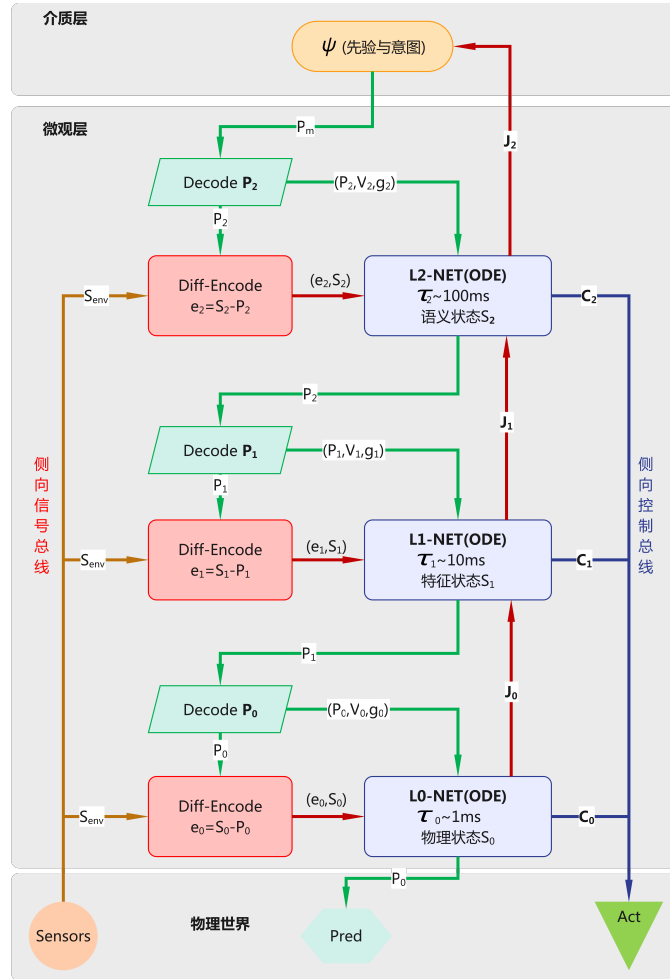 介质层
ψ (先验与意图)
微观层
Pm
J₂
Decode P₂
(P₂,V₂,g₂)
P₂
Senv
Diff-Encode
e₂=S₂-P₂
(e₂,S₂)
L2-NET(ODE)
τ₂~100ms
语义状态S₂
C₂
P₂
J₁
Decode P₁
(P₁,V₁,g₁)
P₁
侧向信号总线
侧向控制总线
Senv
Diff-Encode
e₁=S₁-P₁
(e₁,S₁)
L1-NET(ODE)
τ₁~10ms
特征状态S₁
C₁
P₁
J₀
Decode P₀
(P₀,V₀,g₀)
P₀
Senv
Diff-Encode
e₀=S₀-P₀
(e₀,S₀)
L0-NET(ODE)
τ₀~1ms
物理状态S₀
C₀
P₀
物理世界
Sensors
Pred
Act